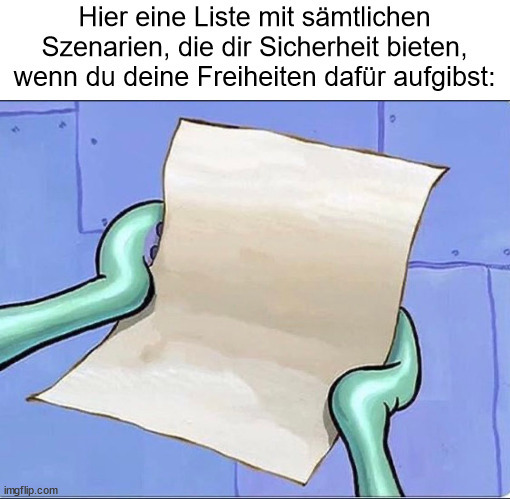 Hier eine Liste mit sämtlichen
Szenarien, die dir Sicherheit bieten,
wenn du deine Freiheiten dafür aufgibst:
imgflip.com